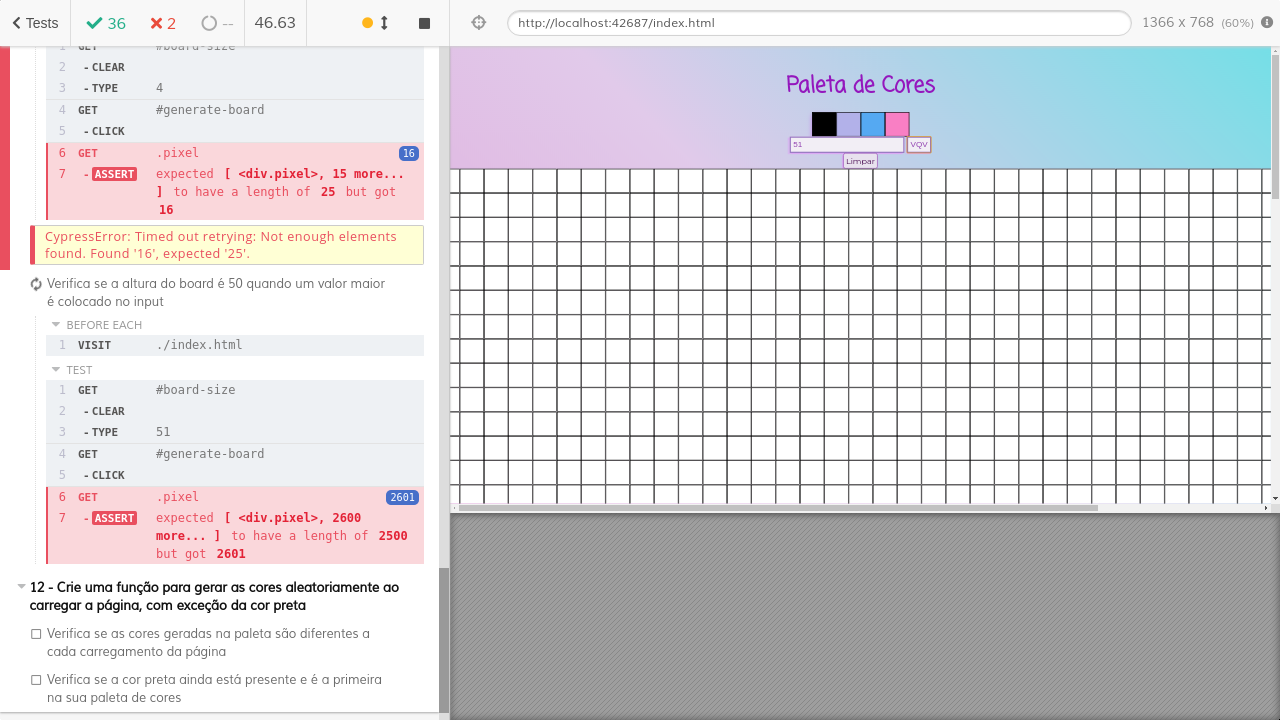 Tests 36 2 -- 46.63
http://localhost:42687/index.html 1366 x 768 (60%)
1 GET #board-size
2 -CLEAR
3 -TYPE 4
4 GET #generate-board
5 -CLICK
6 GET .pixel 16
7 -ASSERT expected [ <div.pixel>, 15 more...
] to have a length of 25 but got
16
CypressError: Timed out retrying: Not enough elements
found. Found '16', expected '25'.
Verifica se a altura do board é 50 quando um valor maior
é colocado no input
BEFORE EACH
1 VISIT ./index.html
TEST
1 GET #board-size
2 -CLEAR
3 -TYPE 51
4 GET #generate-board
5 -CLICK
6 GET .pixel 2601
7 -ASSERT expected [ <div.pixel>, 2600
more... ] to have a length of 2500
but got 2601
12 - Crie uma função para gerar as cores aleatoriamente ao
carregar a página, com exceção da cor preta
Verifica se as cores geradas na paleta são diferentes a
cada carregamento da página
Verifica se a cor preta ainda está presente e é a primeira
na sua paleta de cores
Paleta de Cores
51 VQV
Limpar